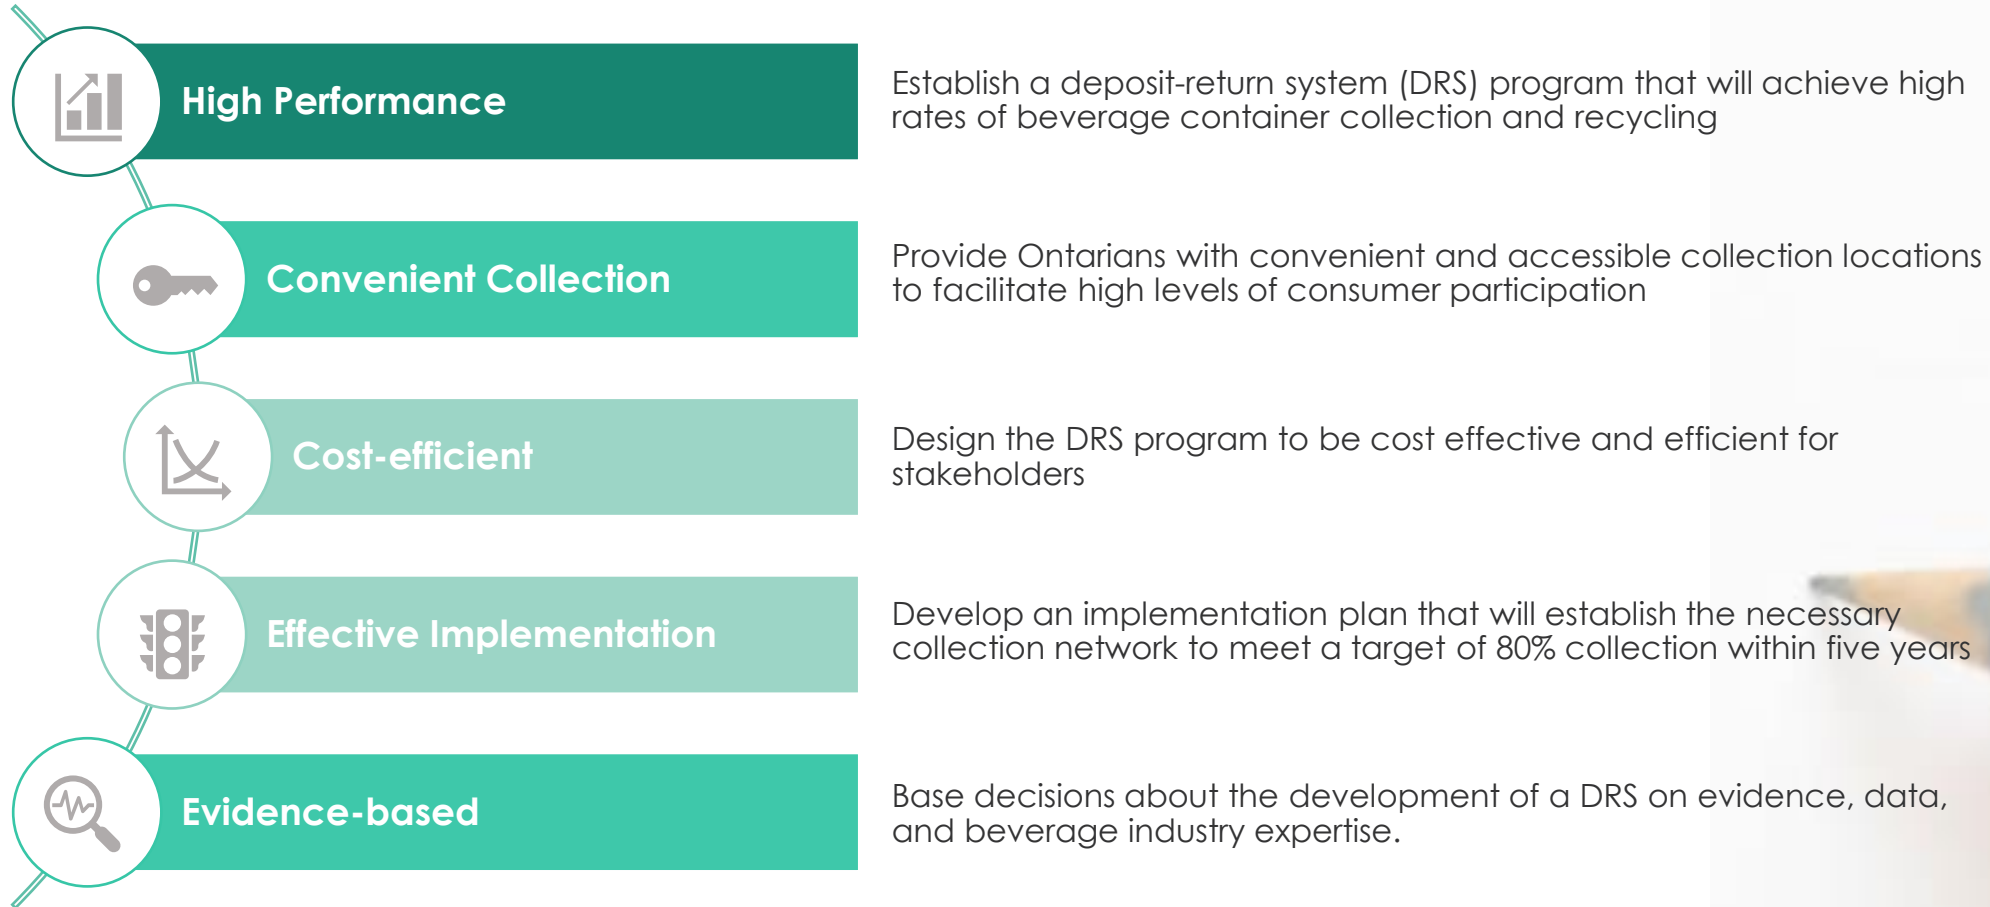 High Performance
Establish a deposit-return system (DRS) program that will achieve high
rates of beverage container collection and recycling
Convenient Collection
Provide Ontarians with convenient and accessible collection locations
to facilitate high levels of consumer participation
Cost-efficient
Design the DRS program to be cost effective and efficient for
stakeholders
Effective Implementation
Develop an implementation plan that will establish the necessary
collection network to meet a target of 80% collection within five years
Evidence-based
Base decisions about the development of a DRS on evidence, data,
and beverage industry expertise.